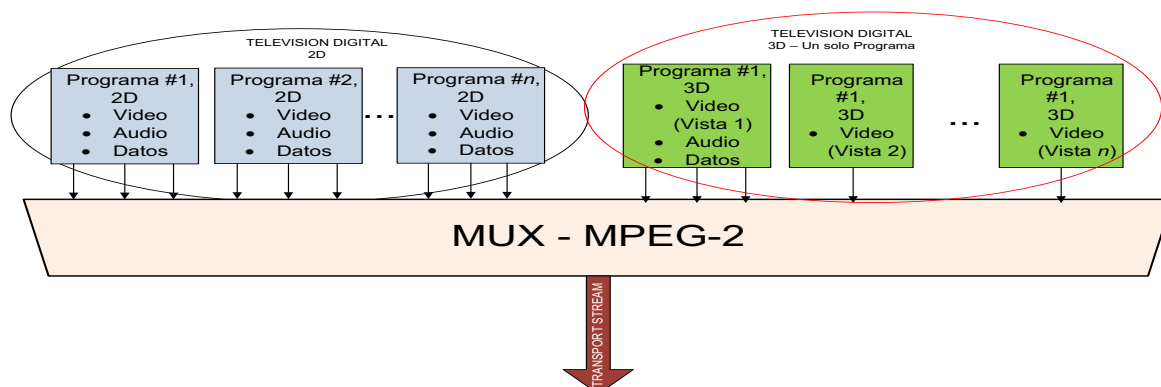 TELEVISION DIGITAL
2D
Programa #1,
2D
• Video
• Audio
• Datos
Programa #2,
2D
• Video
• Audio
• Datos
...
Programa #n,
2D
• Video
• Audio
• Datos
TELEVISION DIGITAL
3D – Un solo Programa
Programa #1,
3D
• Video
(Vista 1)
• Audio
• Datos
Programa
#1,
3D
• Video
(Vista 2)
...
Programa
#1,
3D
• Video
(Vista n)
MUX - MPEG-2
TRANSPORT STREAM